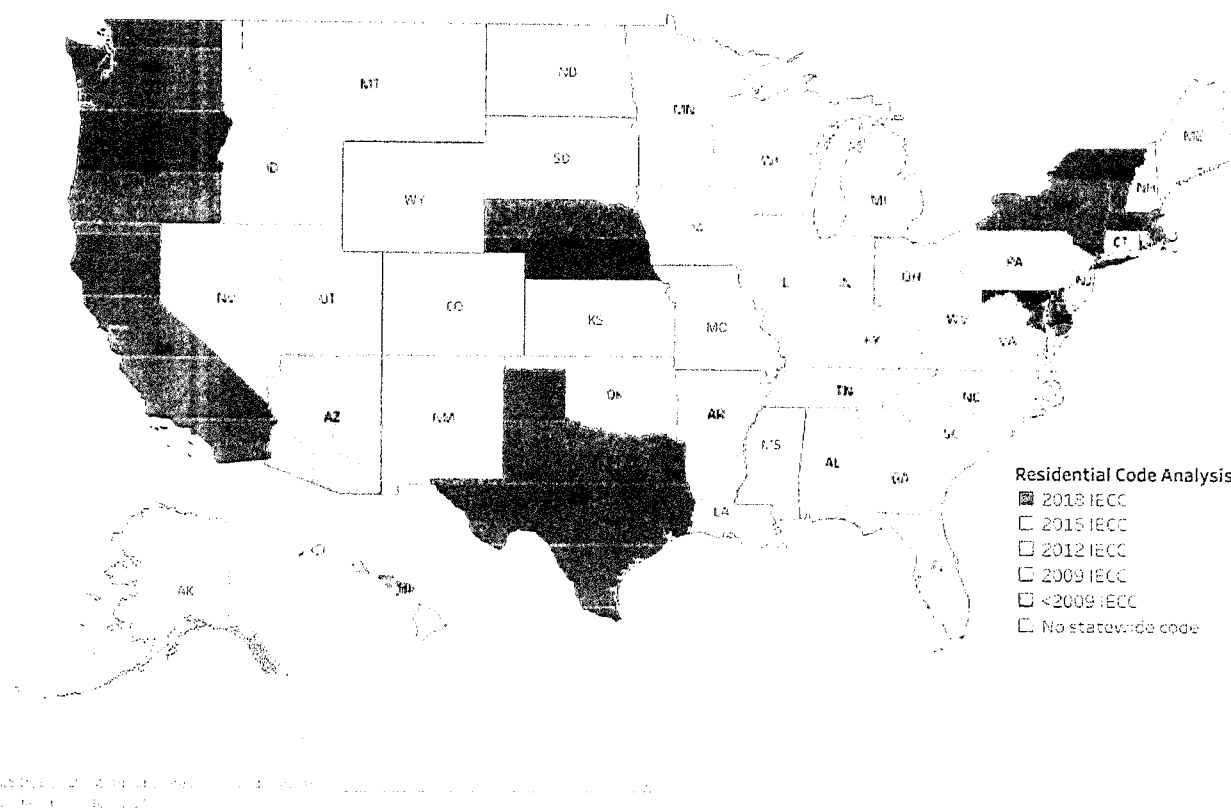 MT
ND
MN
ME
ID
SD
WI
NH
WY
MI
CT
PA
NJ
OH
NV
UT
CO
IL
KS
MO
WV
KY
VA
OK
TN
NC
AZ
NM
AR
SC
MS
AL
GA
LA
AK
Residential Code Analysis
2018 IECC
2015 IECC
2012 IECC
2009 IECC
<2009 IECC
No statewide code